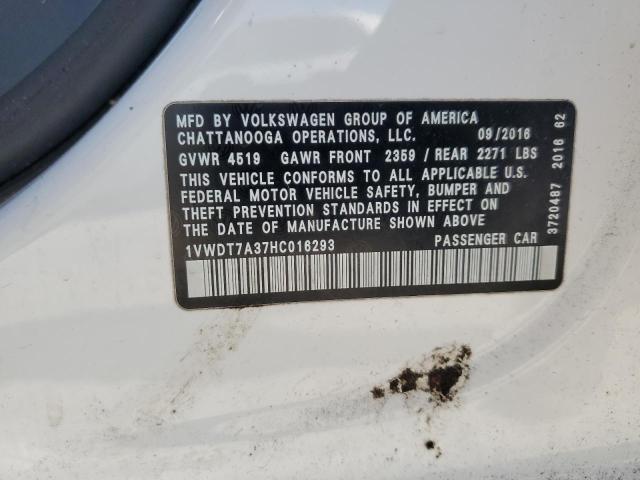 MFD BY VOLKSWAGEN GROUP OF AMERICA
CHATTANOOGA OPERATIONS, LLC. 09/2016
GVWR 4519 GAWR FRONT 2359 / REAR 2271 LBS
THIS VEHICLE CONFORMS TO ALL APPLICABLE U.S.
FEDERAL MOTOR VEHICLE SAFETY, BUMPER AND
THEFT PREVENTION STANDARDS IN EFFECT ON
THE DATE OF MANUFACTURE SHOWN ABOVE
1VWDT7A37HC016293 PASSENGER CAR
3720487 2016 62